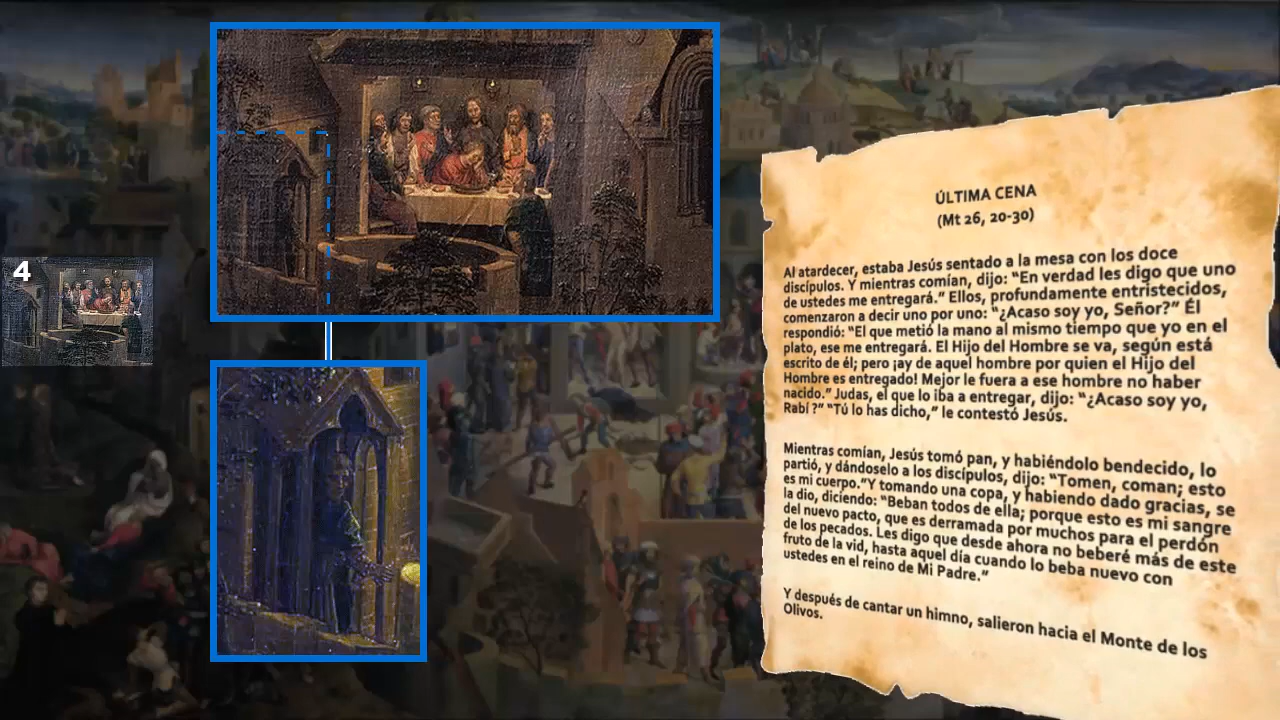 4
ÚLTIMA CENA
(Mt 26, 20-30)
Al atardecer, estaba Jesús sentado a la mesa con los doce
discípulos. Y mientras comían, dijo: “En verdad les digo que uno
de ustedes me entregará.” Ellos, profundamente entristecidos,
comenzaron a decir uno por uno: “¿Acaso soy yo, Señor?” Él
respondió: “El que metió la mano al mismo tiempo que yo en el
plato, ese me entregará. El Hijo del Hombre se va, según está
escrito de él; pero ¡ay de aquel hombre por quien el Hijo del
Hombre es entregado! Mejor le fuera a ese hombre no haber
nacido.” Judas, el que lo iba a entregar, dijo: “¿Acaso soy yo,
Rabí ?” “Tú lo has dicho,” le contestó Jesús.
Mientras comían, Jesús tomó pan, y habiéndolo bendecido, lo
partió, y dándoselo a los discípulos, dijo: “Tomen, coman; esto
es mi cuerpo.”Y tomando una copa, y habiendo dado gracias, se
la dio, diciendo: “Beban todos de ella; porque esto es mi sangre
del nuevo pacto, que es derramada por muchos para el perdón
de los pecados. Les digo que desde ahora no beberé más de este
fruto de la vid, hasta aquel día cuando lo beba nuevo con
ustedes en el reino de Mi Padre.”
Y después de cantar un himno, salieron hacia el Monte de los
Olivos.